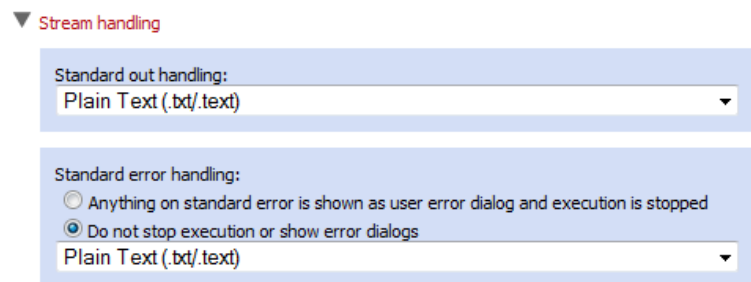 Stream handling
Standard out handling:
Plain Text (.txt/.text)
Standard error handling:
Anything on standard error is shown as user error dialog and execution is stopped
Do not stop execution or show error dialogs
Plain Text (.txt/.text)